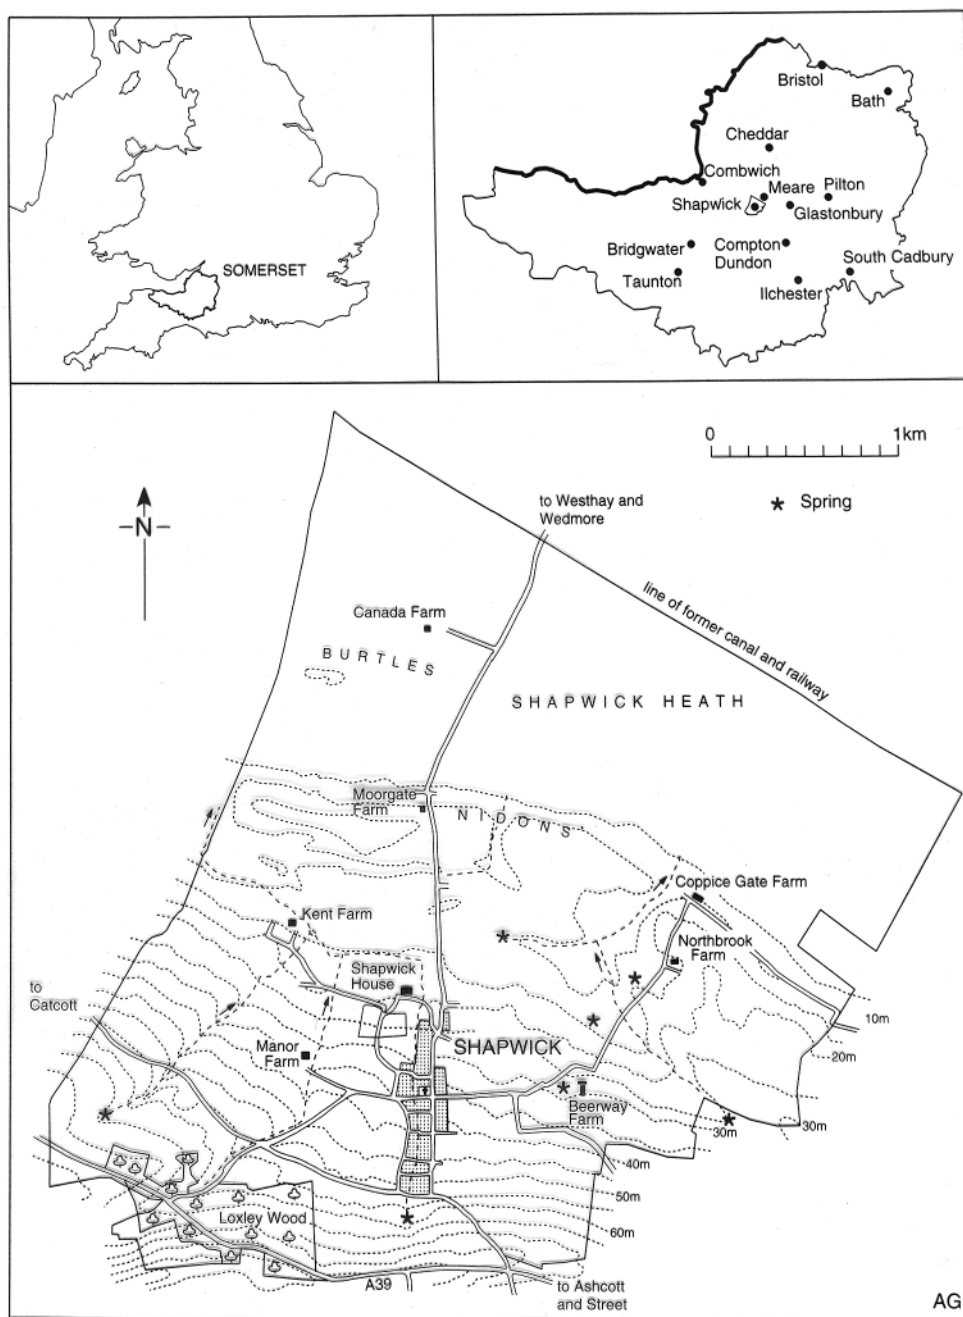 SOMERSET
Bristol
Bath
Cheddar
Combwich
Meare
Pilton
Shapwick
Glastonbury
Bridgwater
Compton
Dundon
South Cadbury
Taunton
Ilchester
0 1km
N
Spring
to Westhay and
Wedmore
line of former canal and railway
Canada Farm
BURTLES
SHAPWICK HEATH
Moorgate
Farm
NIDONS
Coppice Gate Farm
Kent Farm
Northbrook
Farm
Shapwick
House
to
Catcott
10m
SHAPWICK
Manor
Farm
20m
Beerway
Farm
30m
30m
40m
50m
Loxley Wood
60m
A39
to Ashcott
and Street
AG